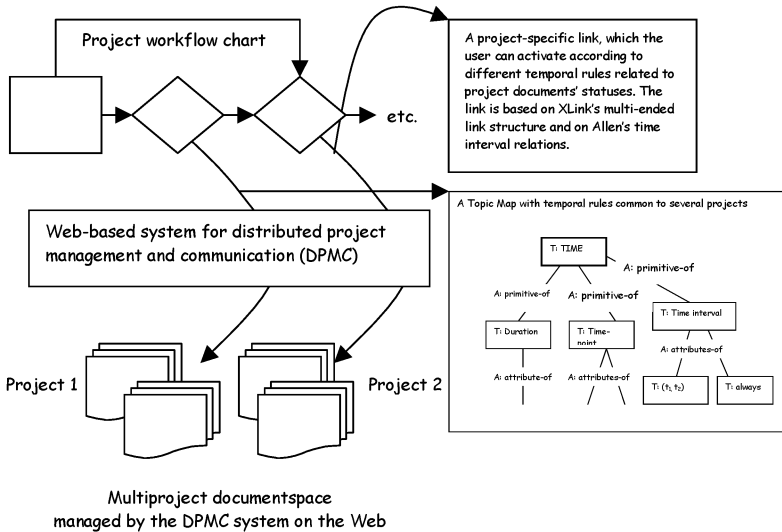 Project workflow chart
etc.
A project-specific link, which the
user can activate according to
different temporal rules related to
project documents' statuses. The
link is based on XLink's multi-ended
link structure and on Allen's time
interval relations.
Web-based system for distributed project
management and communication (DPMC)
A Topic Map with temporal rules common to several projects
T: TIME
A: primitive-of
A: primitive-of
A: primitive-of
T: Time interval
T: Duration
T: Time-
point
A: attributes-of
A: attribute-of
A: attributes-of
T: (t1, t2)
T: always
Project 1
Project 2
Multiproject documentspace
managed by the DPMC system on the Web